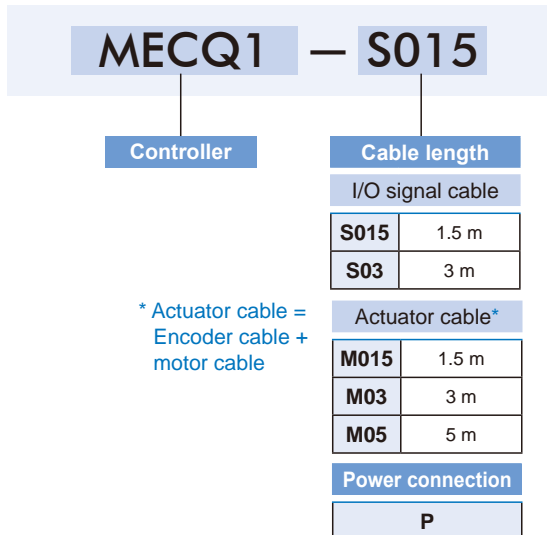 MECQ1 – S015
Controller
Cable length
I/O signal cable
S015 1.5 m
S03 3 m
* Actuator cable =
Encoder cable +
motor cable
Actuator cable*
M015 1.5 m
M03 3 m
M05 5 m
Power connection
P